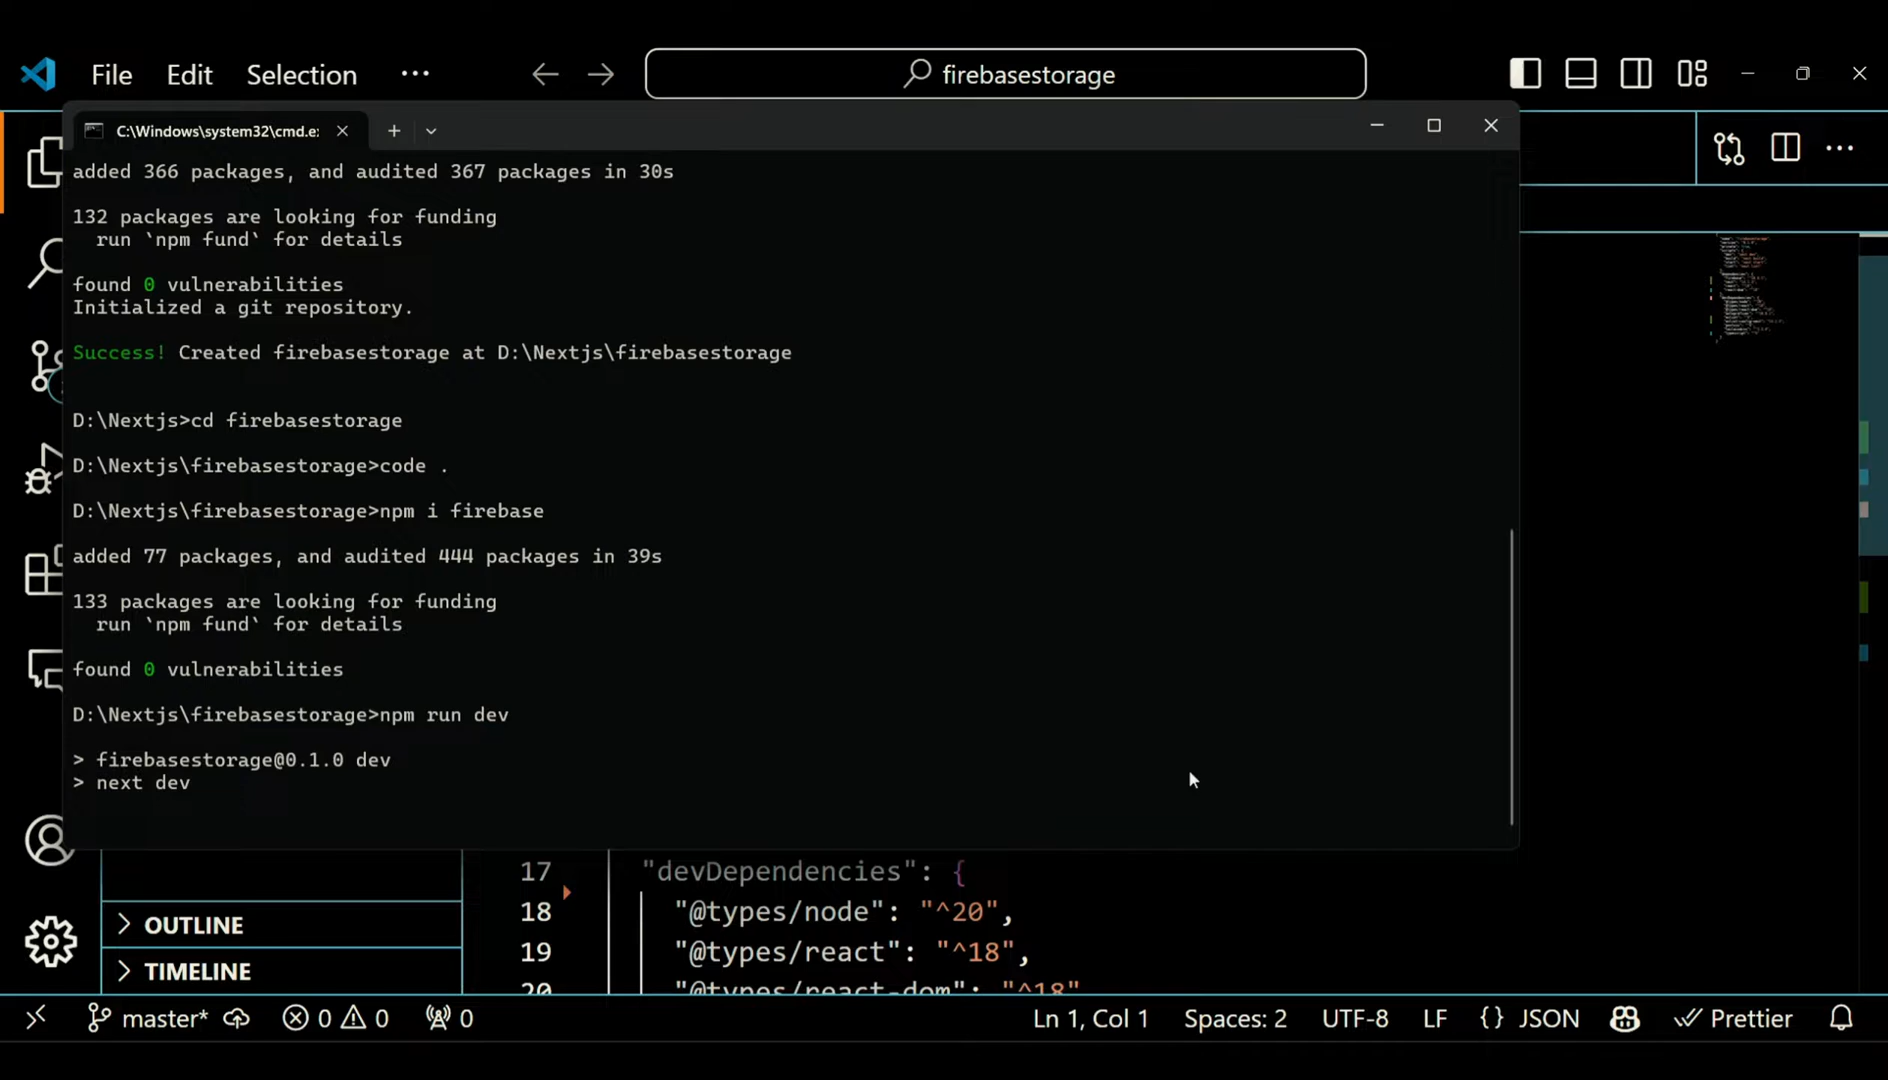 File Edit Selection ···
firebasestorage
C:\Windows\system32\cmd.e:
added 366 packages, and audited 367 packages in 30s
132 packages are looking for funding
run `npm fund` for details
found 0 vulnerabilities
Initialized a git repository.
Success! Created firebasestorage at D:\Nextjs\firebasestorage
D:\Nextjs>cd firebasestorage
D:\Nextjs\firebasestorage>code .
D:\Nextjs\firebasestorage>npm i firebase
added 77 packages, and audited 444 packages in 39s
133 packages are looking for funding
run `npm fund` for details
found 0 vulnerabilities
D:\Nextjs\firebasestorage>npm run dev
> firebasestorage@0.1.0 dev
> next dev
17 "devDependencies": {
18 "@types/node": "^20",
19 "@types/react": "^18",
20 "@types/react-dom": "^18"
OUTLINE
TIMELINE
master* 0 0 0 Ln 1, Col 1 Spaces: 2 UTF-8 LF {} JSON Prettier